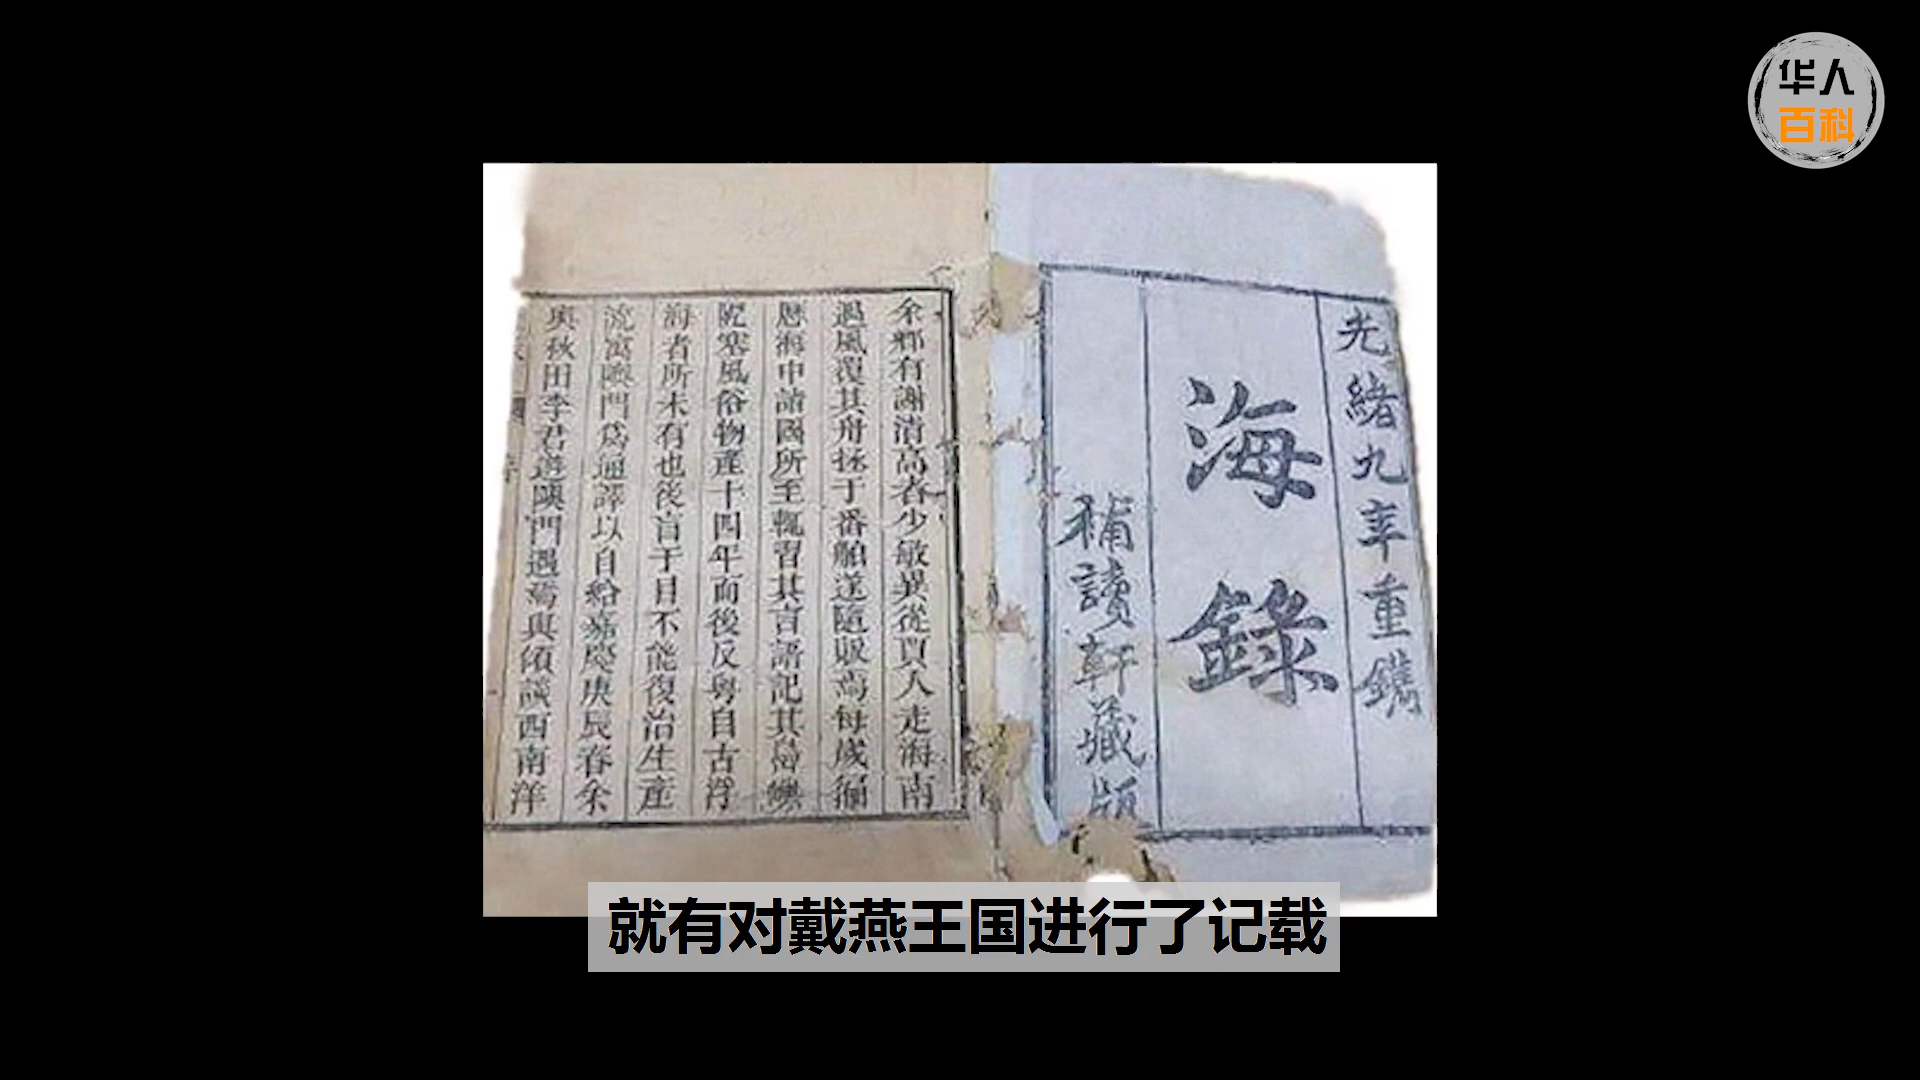 华人
百科
光緒九年重鐫
海錄
補讀軒藏版
余鄉有謝清高者少敏異從賈人走海南
遇風覆其舟拯于番舶遂隨販焉每歲徧
歷海中諸國所至輒習其言語記其島嶼
阨塞風俗物產十四年而後反粵自古浮
海者所未有也後盲于目不能復治生產
流寓隩門爲通譯以自給嘉慶庚辰春余
與秋田李君遊隩門遇焉與傾談西南洋
就有对戴燕王国进行了记载